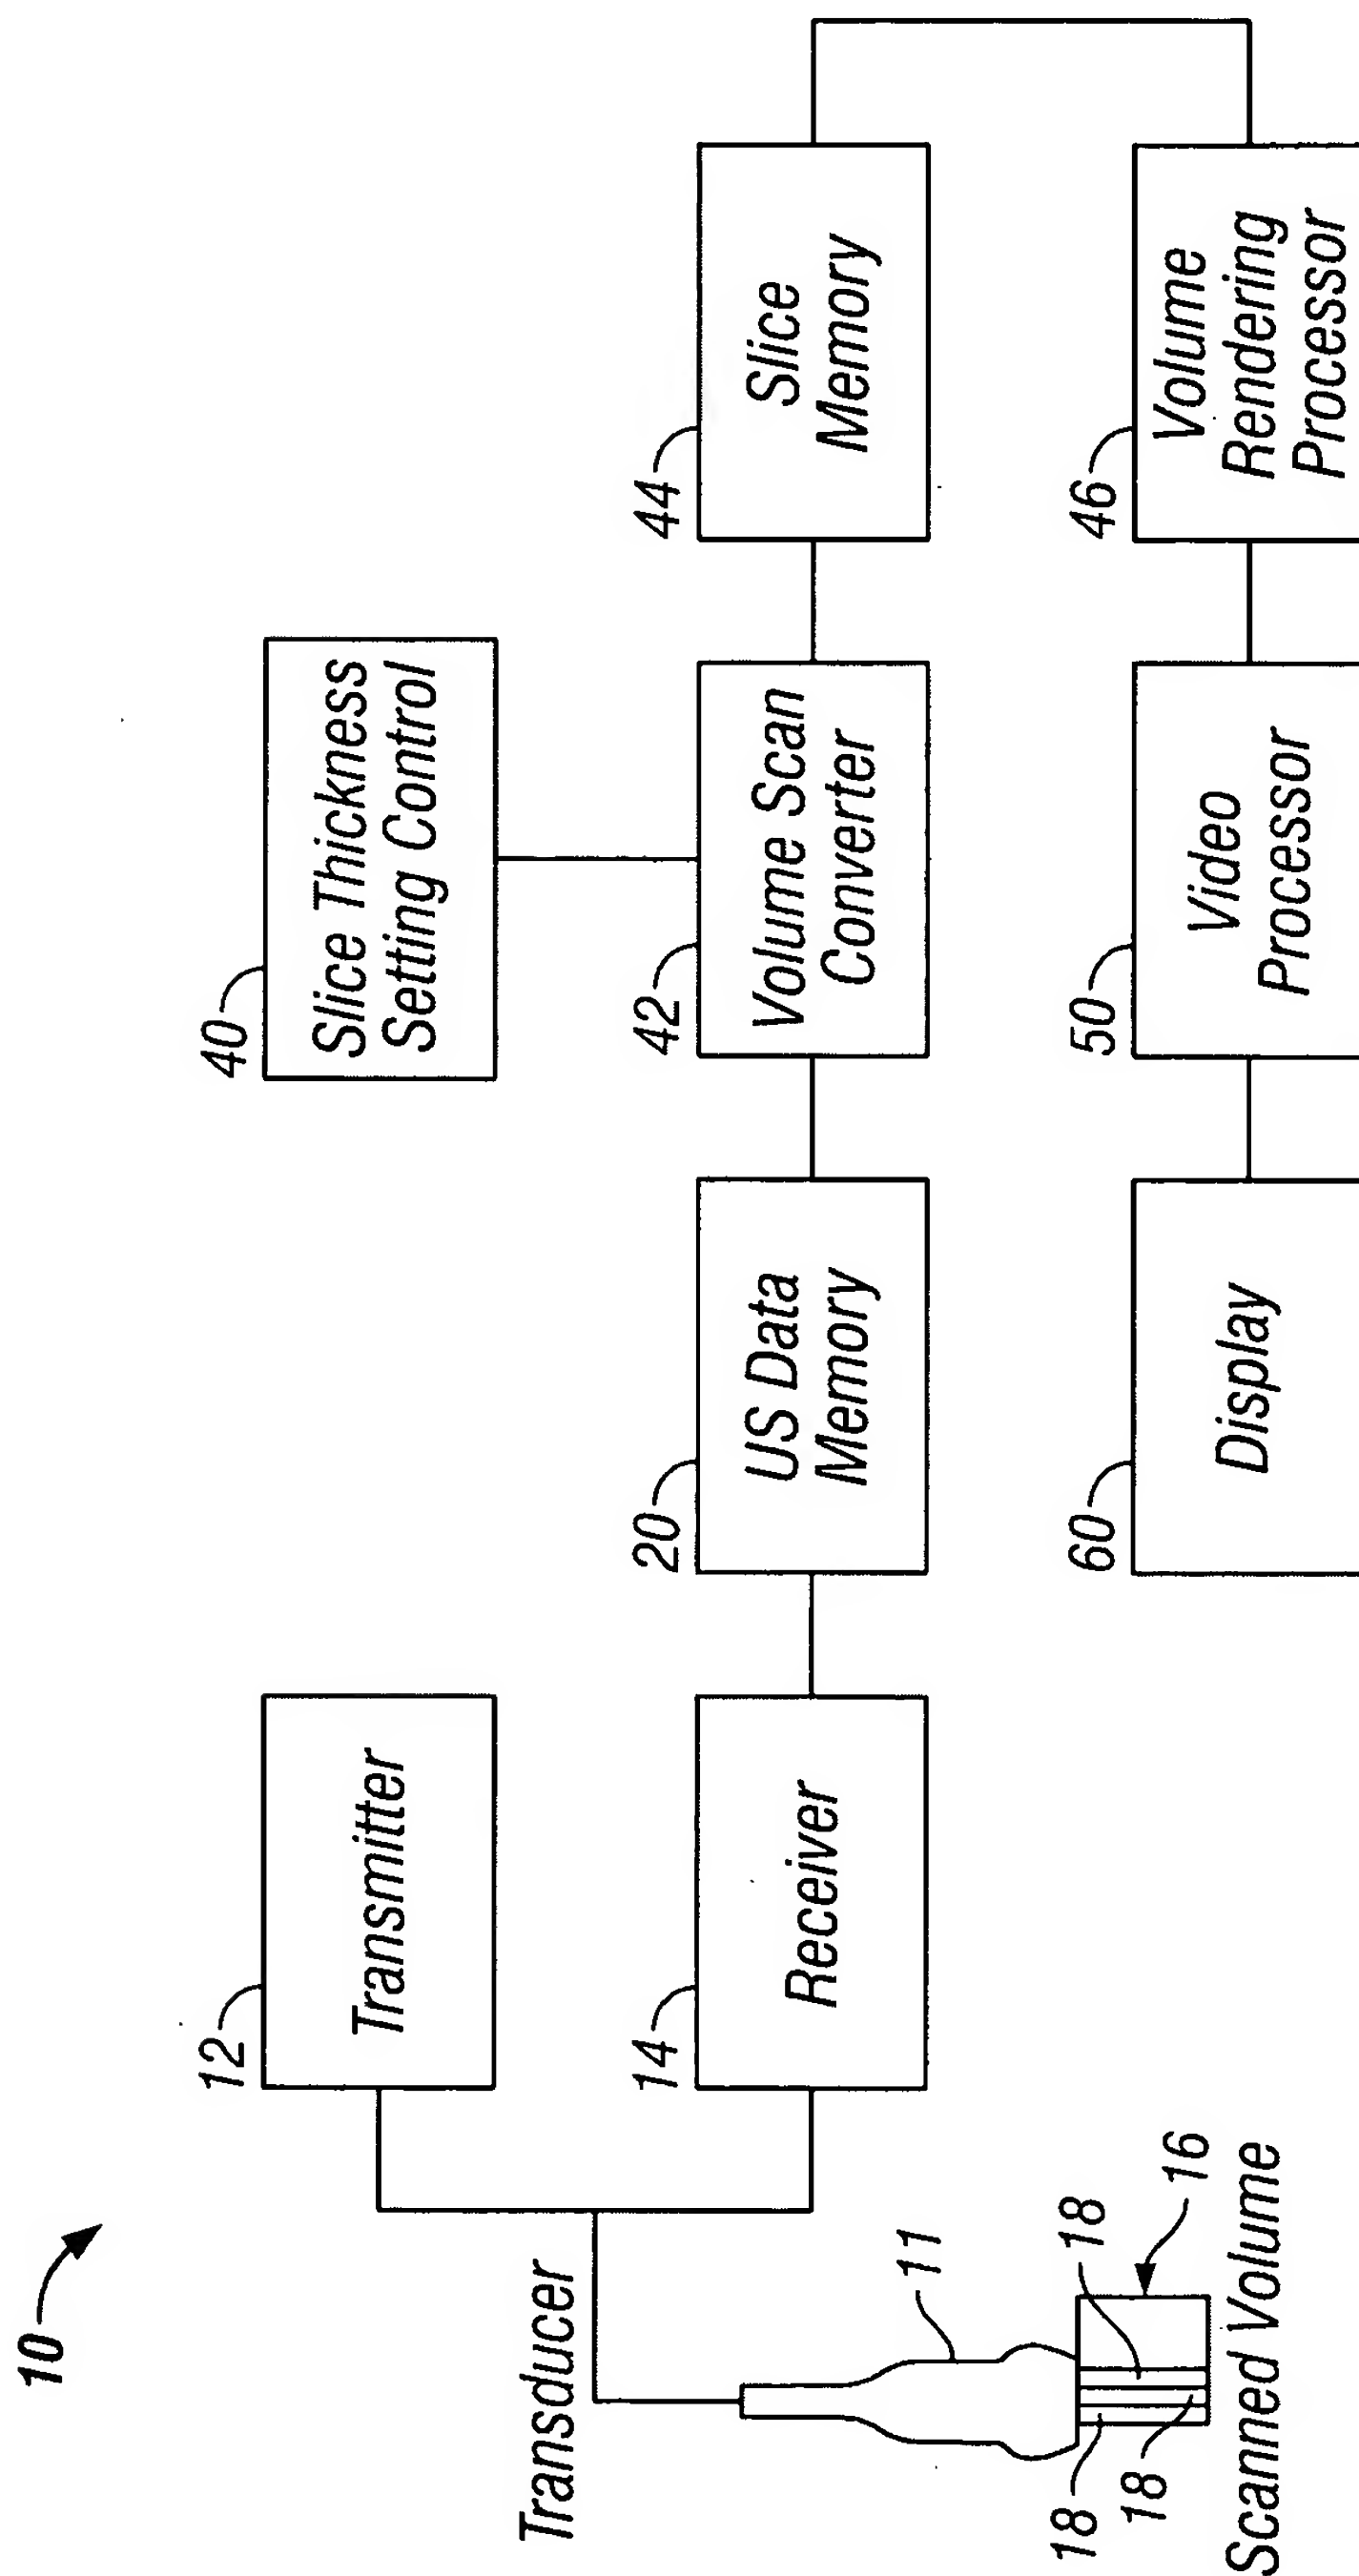 10
12
Transmitter
40
Slice Thickness
Setting Control
Transducer
14
Receiver
20
US Data
Memory
42
Volume Scan
Converter
44
Slice
Memory
11
18
18
18
16
Scanned Volume
60
Display
50
Video
Processor
46
Volume
Rendering
Processor